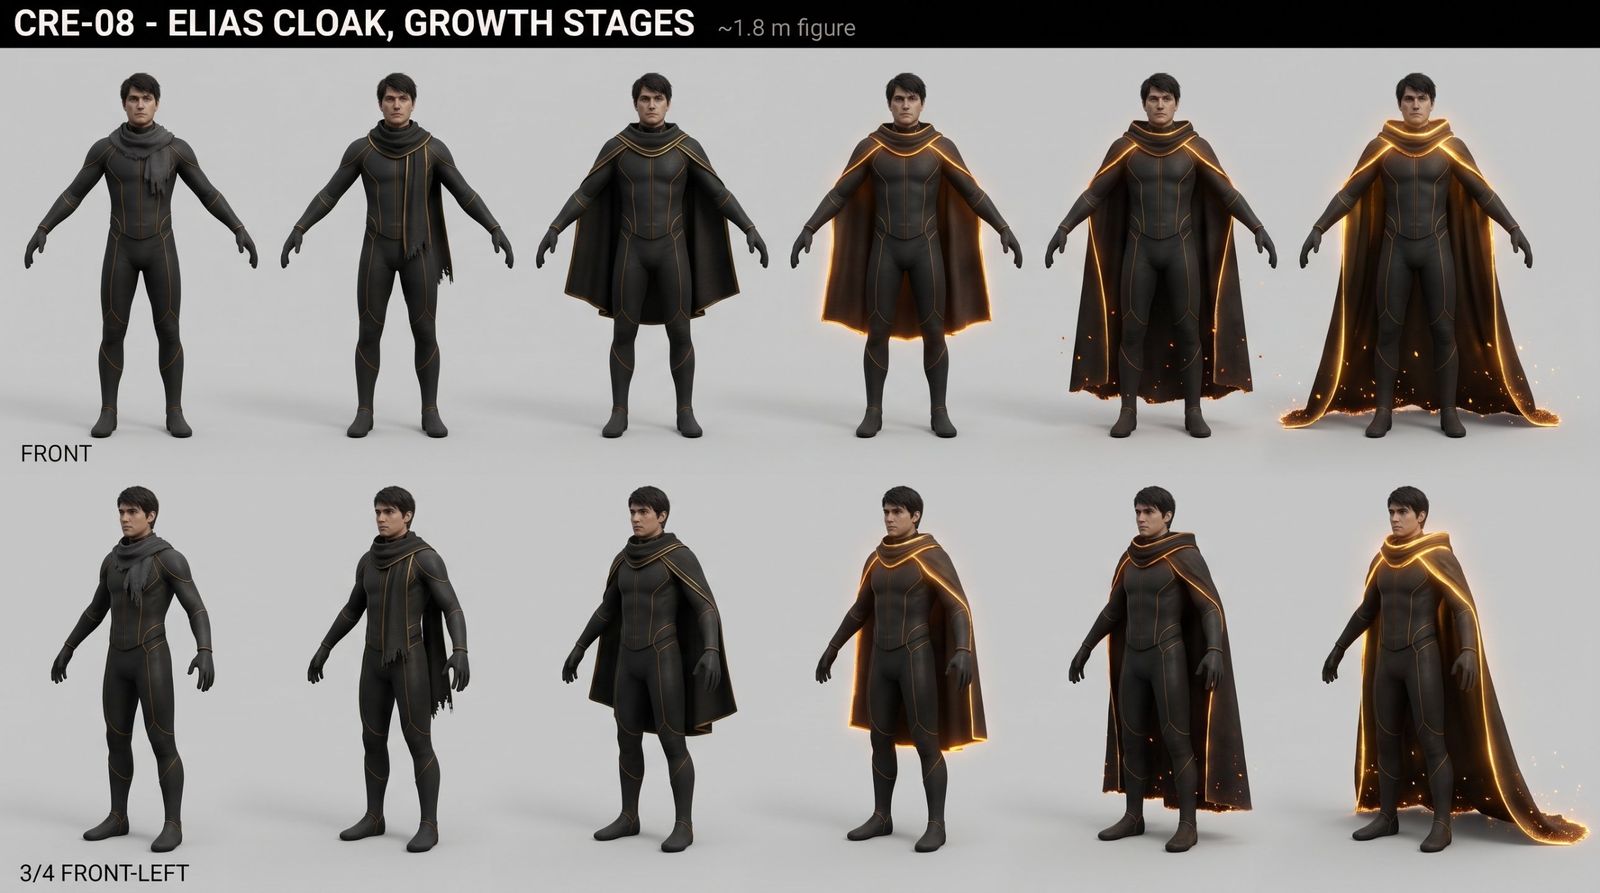 CRE-08 - ELIAS CLOAK, GROWTH STAGES ~1.8 m figure
FRONT
3/4 FRONT-LEFT